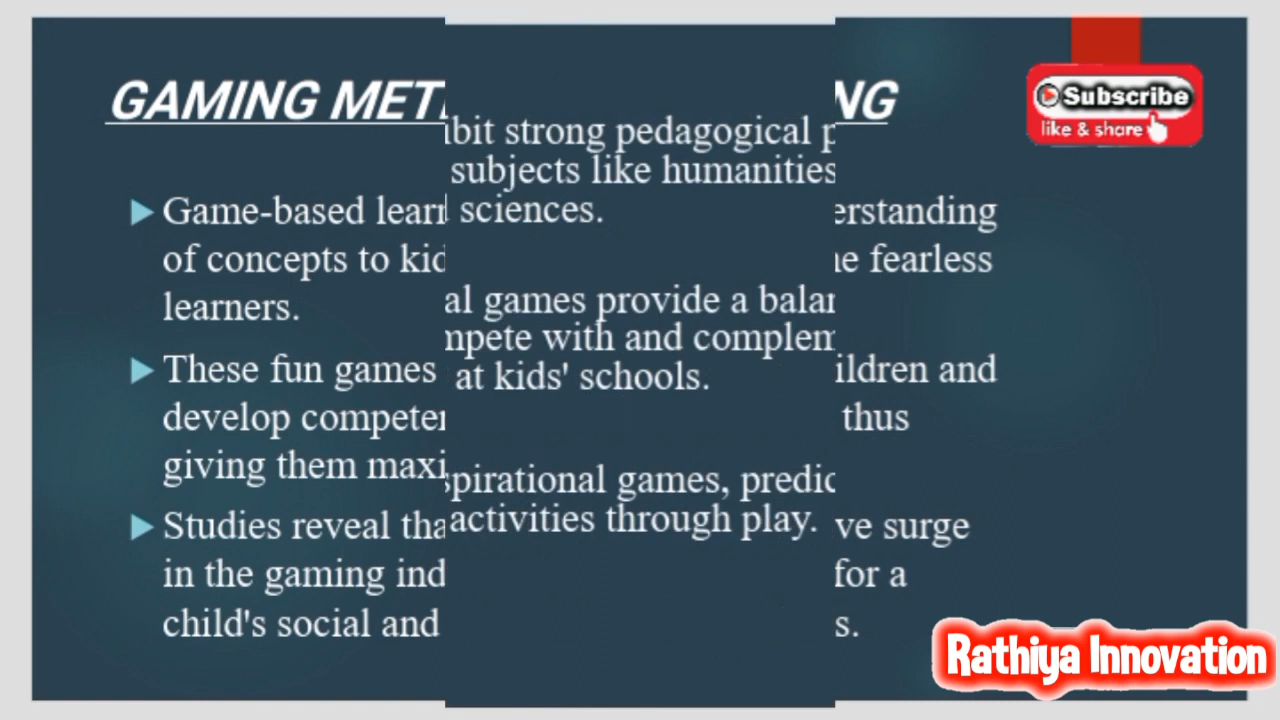 GAMING MET NG
Subscribe
like & share
Game-based lear erstanding
of concepts to kid e fearless
learners.
These fun games ildren and
develop compete thus
giving them maxi
Studies reveal tha ve surge
in the gaming ind for a
child's social and s.
bit strong pedagogical p
subjects like humanities
sciences.
al games provide a balan
mpete with and complem
at kids' schools.
spirational games, predic
activities through play.
Rathiya Innovation